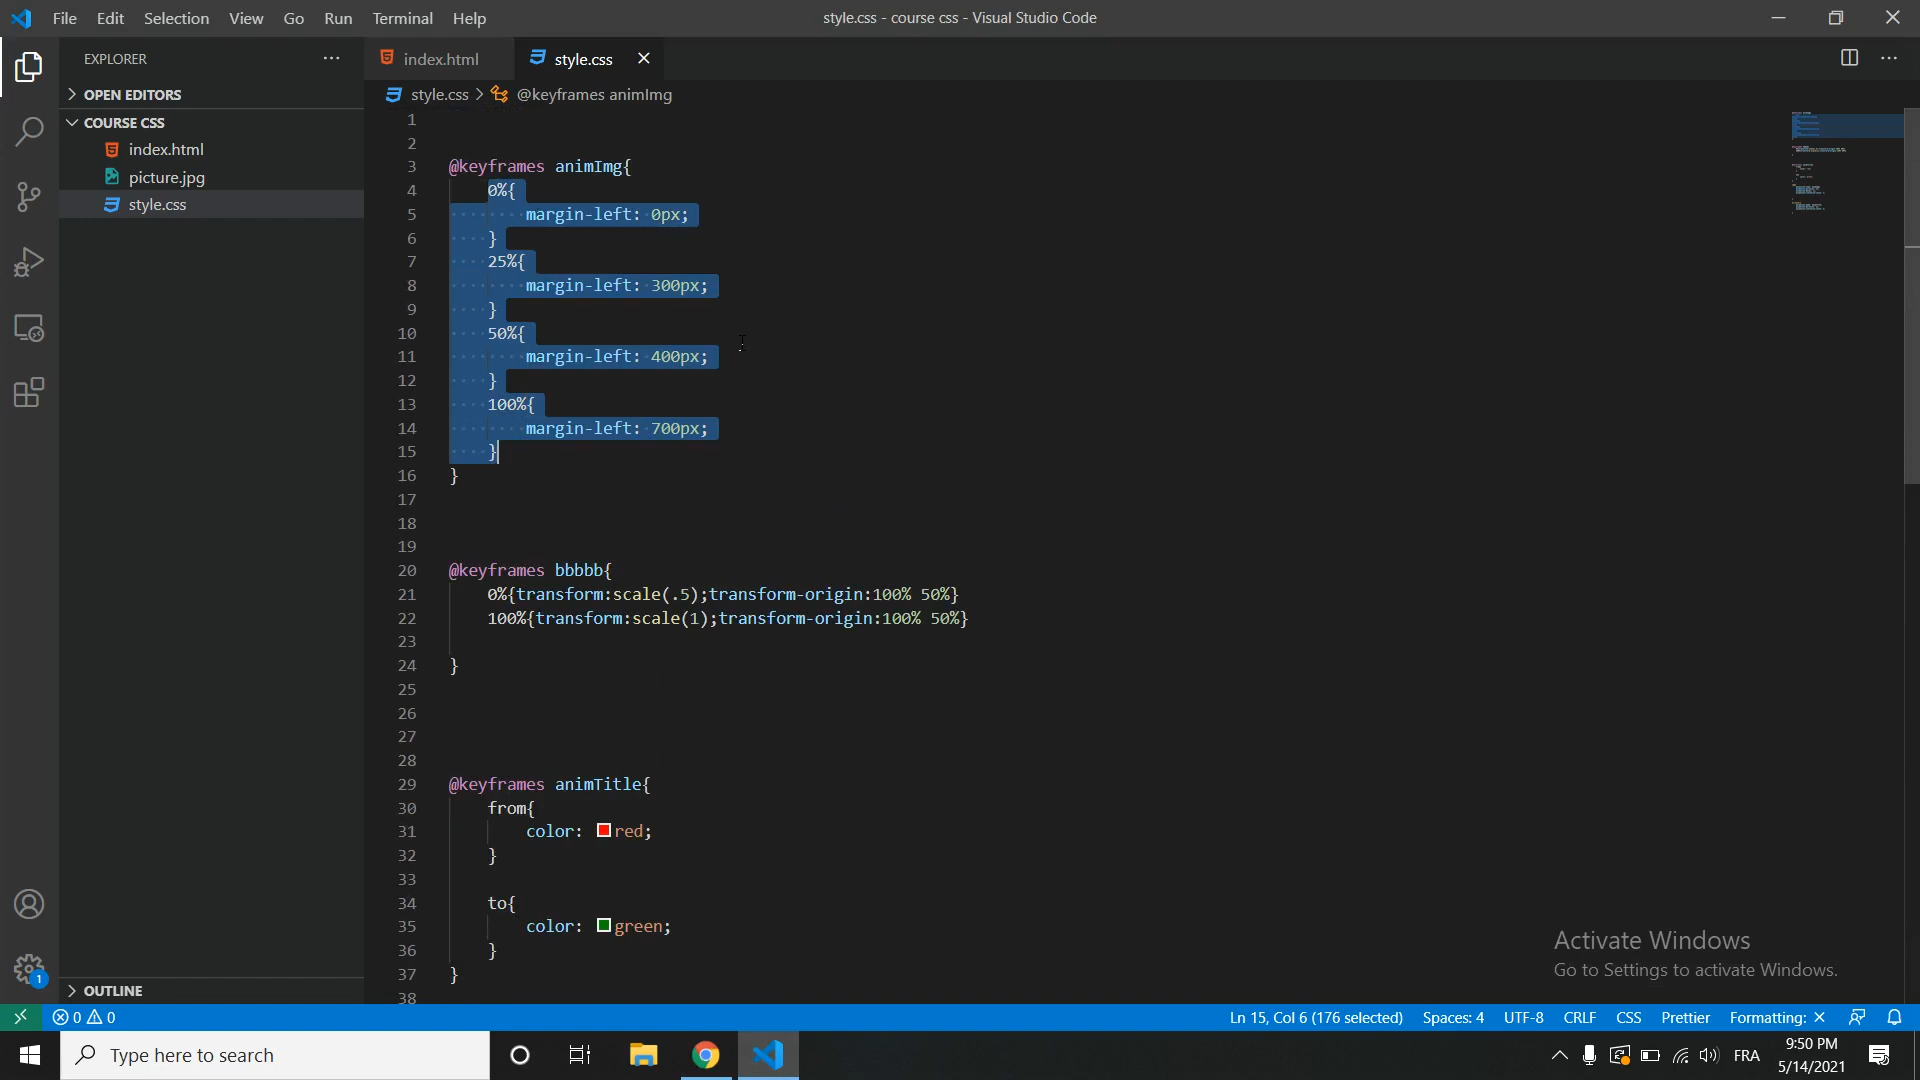 File Edit Selection View Go Run Terminal Help
style.css - course css - Visual Studio Code
EXPLORER
OPEN EDITORS
COURSE CSS
index.html
picture.jpg
style.css
OUTLINE
index.html style.css
style.css > @keyframes animImg
1
2
3 @keyframes animImg{
4 0%{
5 margin-left: 0px;
6 }
7 25%{
8 margin-left: 300px;
9 }
10 50%{
11 margin-left: 400px;
12 }
13 100%{
14 margin-left: 700px;
15 }
16 }
17
18
19
20 @keyframes bbbbb{
21 0%{transform:scale(.5);transform-origin:100% 50%}
22 100%{transform:scale(1);transform-origin:100% 50%}
23
24 }
25
26
27
28
29 @keyframes animTitle{
30 from{
31 color: red;
32 }
33
34 to{
35 color: green;
36 }
37 }
38
Activate Windows
Go to Settings to activate Windows.
1
0 0
Ln 15, Col 6 (176 selected) Spaces: 4 UTF-8 CRLF CSS Prettier Formatting: ×
Type here to search
FRA
9:50 PM
5/14/2021